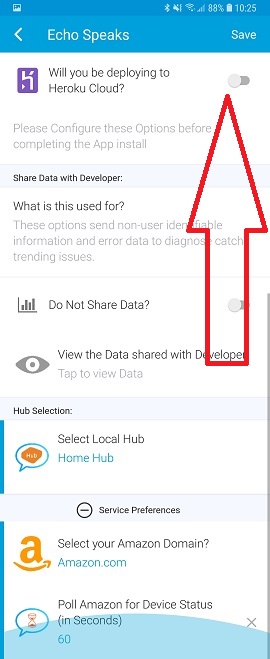 88% 10:25
Echo Speaks Save
Will you be deploying to
Heroku Cloud?
Please Configure these Options before
completing the App install
Share Data with Developer:
What is this used for?
These options send non-user identifiable
information and error data to diagnose catch
trending issues.
Do Not Share Data?
View the Data shared with Developer
Tap to view Data
Hub Selection:
Hub
Select Local Hub
Home Hub
Service Preferences
Select your Amazon Domain?
Amazon.com
Poll Amazon for Device Status
(in Seconds)
60